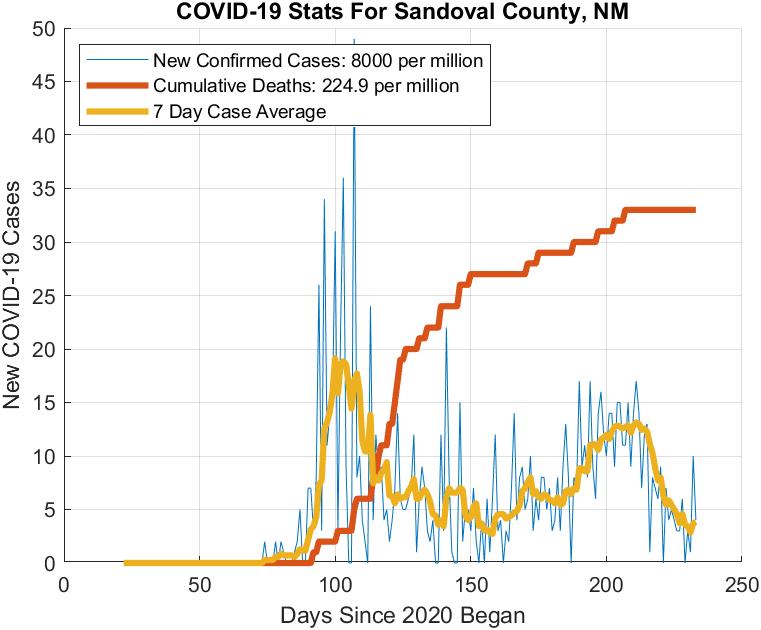 COVID-19 Stats For Sandoval County, NM
New Confirmed Cases: 8000 per million
Cumulative Deaths: 224.9 per million
7 Day Case Average
New COVID-19 Cases
50
45
40
35
30
25
20
15
10
5
0
0 50 100 150 200 250
Days Since 2020 Began